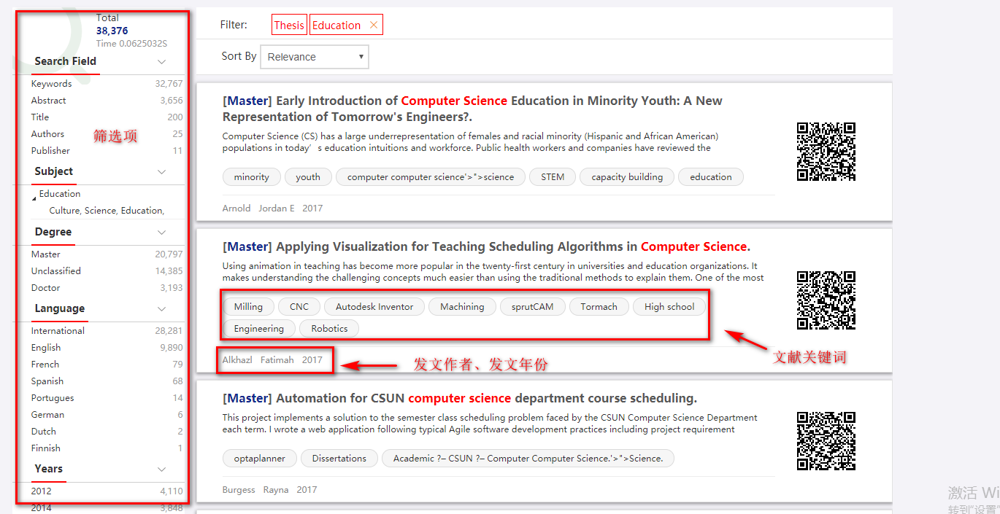 Total
38,376
Time 0.0625032S
Search Field
Keywords 32,767
Abstract 3,656
Title 200
Authors 25
Publisher 11
筛选项
Subject
Education
Culture, Science, Education,
Degree
Master 20,797
Unclassified 14,385
Doctor 3,193
Language
International 28,281
English 9,890
French 79
Spanish 68
Portugues 14
German 6
Dutch 2
Finnish 1
Years
2012 4,110
2014 3,848
Filter: Thesis Education ×
Sort By Relevance
[Master] Early Introduction of Computer Science Education in Minority Youth: A New
Representation of Tomorrow's Engineers?.
Computer Science (CS) has a large underrepresentation of females and racial minority (Hispanic and African American)
populations in today’s education intuitions and workforce. Public health workers and companies have reviewed the
minority youth computer computer science'>">science STEM capacity building education
Arnold Jordan E 2017
[Master] Applying Visualization for Teaching Scheduling Algorithms in Computer Science.
Using animation in teaching has become more popular in the twenty-first century in universities and education organizations. It
makes understanding the challenging concepts much easier than using the traditional methods to explain them. One of the most
Milling CNC Autodesk Inventor Machining sprutCAM Tormach High school
Engineering Robotics
文献关键词
Alkhazl Fatimah 2017
发文作者、发文年份
[Master] Automation for CSUN computer science department course scheduling.
This project implements a solution to the semester class scheduling problem faced by the CSUN Computer Science Department
each term. I wrote a web application following typical Agile software development practices including project requirement
optaplanner Dissertations Academic ?– CSUN ?– Computer Computer Science.'>">Science.
Burgess Rayna 2017
激活 Wi
转到"设置"